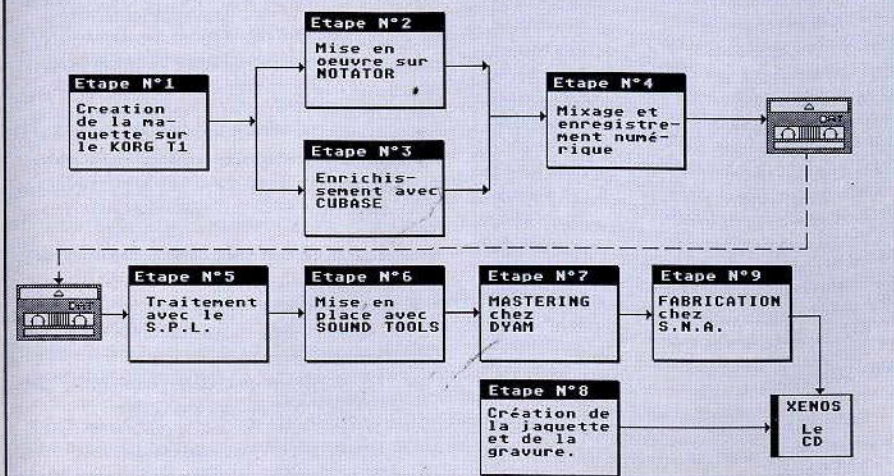 Etape N°1
Creation
de la ma-
quette sur
le KORG T1
Etape N°2
Mise en
oeuvre sur
NOTATOR
Etape N°3
Enrichis-
sement avec
CUBASE
Etape N°4
Mixage et
enregistre-
ment numé-
rique
DAT
DAT
Etape N°5
Traitement
avec le
S.P.L.
Etape N°6
Mise en
place avec
SOUND TOOLS
Etape N°7
MASTERING
chez
DYAM
Etape N°9
FABRICATION
chez
S.N.A.
Etape N°8
Création de
la jaquette
et de la
gravure.
XENOS
Le
CD